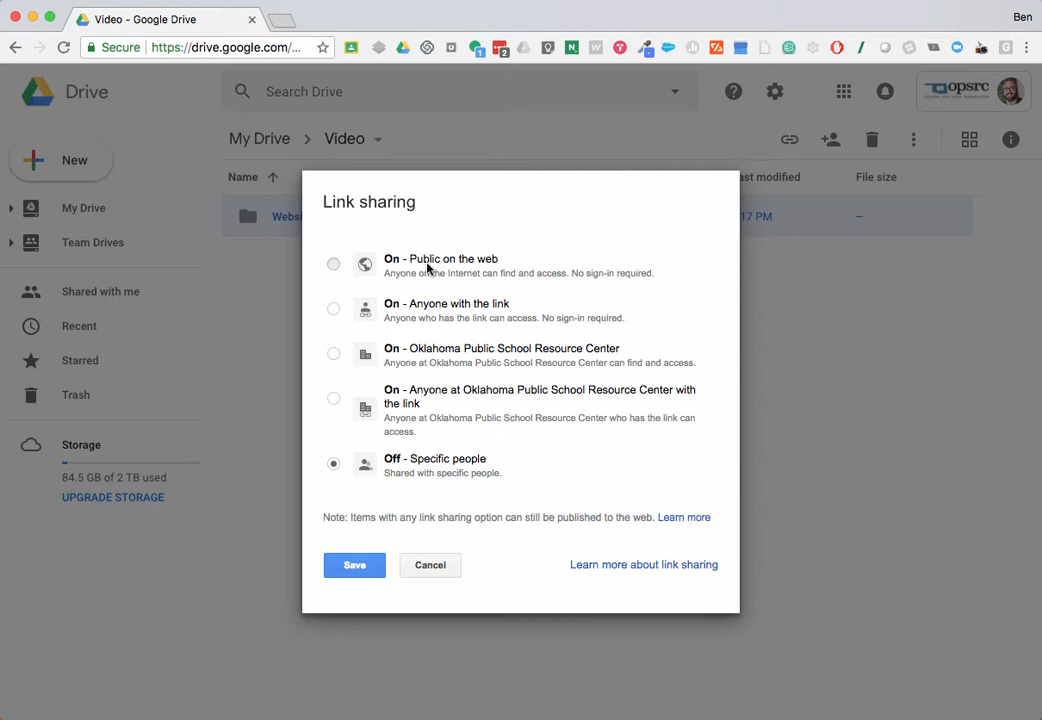 Video - Google Drive
Ben
Secure
https://drive.google.com/...
1
2
N
W
G
Drive
Search Drive
opsrc
New
My Drive
Team Drives
Shared with me
Recent
Starred
Trash
Storage
84.5 GB of 2 TB used
UPGRADE STORAGE
My Drive > Video
Name
ast modified
File size
Websi
17 PM
–
Link sharing
On - Public on the web
Anyone on the Internet can find and access. No sign-in required.
On - Anyone with the link
Anyone who has the link can access. No sign-in required.
On - Oklahoma Public School Resource Center
Anyone at Oklahoma Public School Resource Center can find and access.
On - Anyone at Oklahoma Public School Resource Center with
the link
Anyone at Oklahoma Public School Resource Center who has the link can
access.
Off - Specific people
Shared with specific people.
Note: Items with any link sharing option can still be published to the web. Learn more
Save
Cancel
Learn more about link sharing